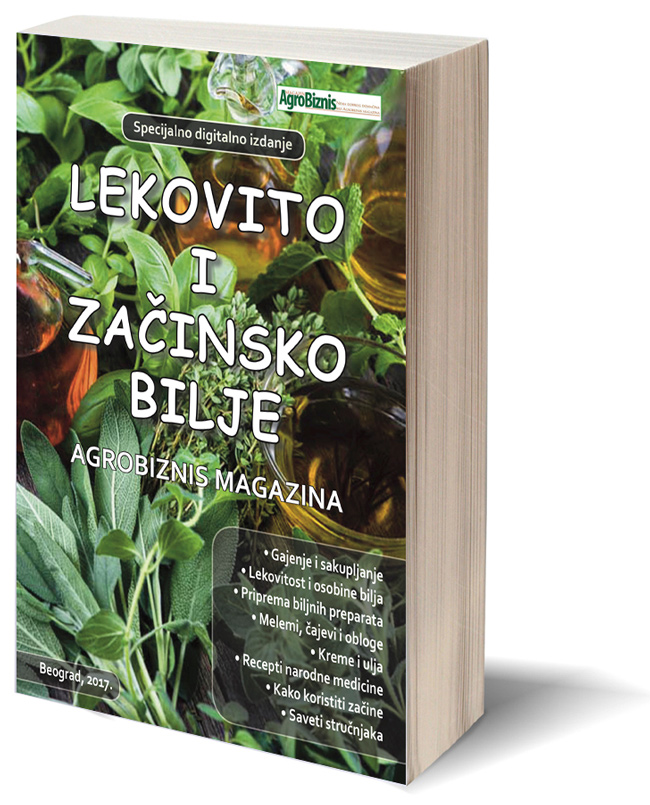 AgroBiznis
Specijalno digitalno izdanje
LEKOVITO
I
ZAČINSKO
BILJE
AGROBIZNIS MAGAZINA
• Gajenje i sakupljanje
• Lekovitost i osobine bilja
• Priprema biljnih preparata
• Melemi, čajevi i obloge
• Kreme i ulja
• Recepti narodne medicine
• Kako koristiti začine
• Saveti stručnjaka
Beograd, 2017.